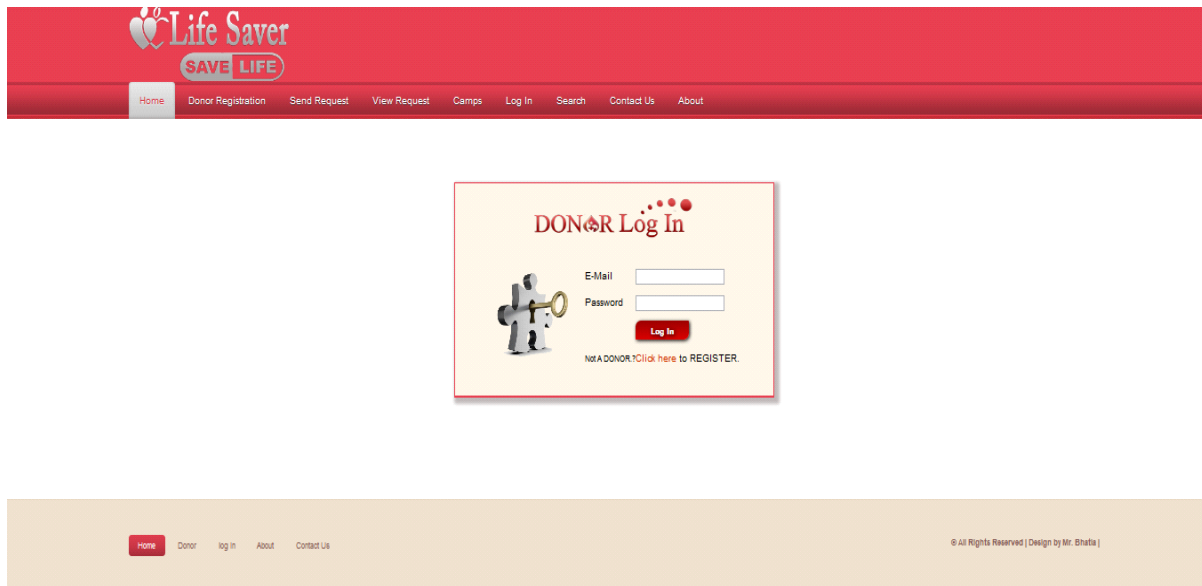 Life Saver
SAVE LIFE
Home Donor Registration Send Request View Request Camps Log In Search Contact Us About
DONOR Log In
E-Mail
Password
Log In
Not A DONOR.?Click here to REGISTER.
Home Donor log in About Contact Us
© All Rights Reserved | Design by Mr. Bhatia |